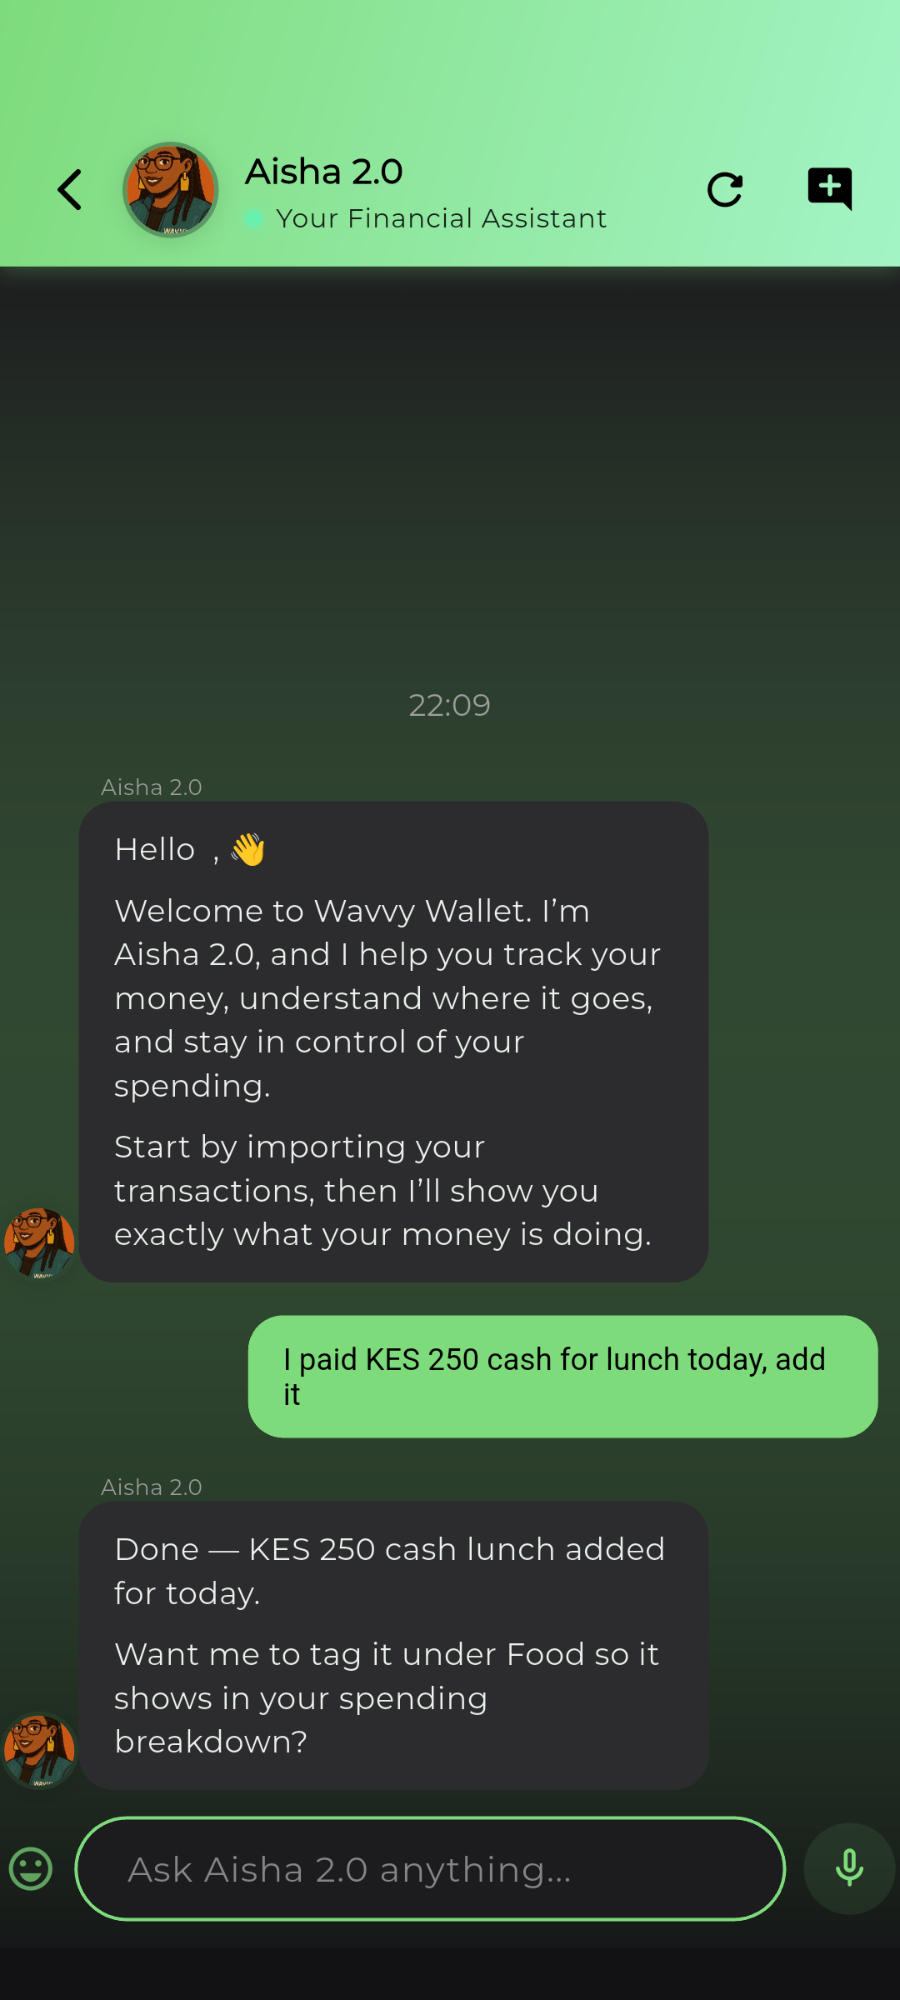 Aisha 2.0
Your Financial Assistant
22:09
Aisha 2.0
Hello , 👋
Welcome to Wavvy Wallet. I’m
Aisha 2.0, and I help you track your
money, understand where it goes,
and stay in control of your
spending.
Start by importing your
transactions, then I’ll show you
exactly what your money is doing.
I paid KES 250 cash for lunch today, add
it
Aisha 2.0
Done — KES 250 cash lunch added
for today.
Want me to tag it under Food so it
shows in your spending
breakdown?
Ask Aisha 2.0 anything...